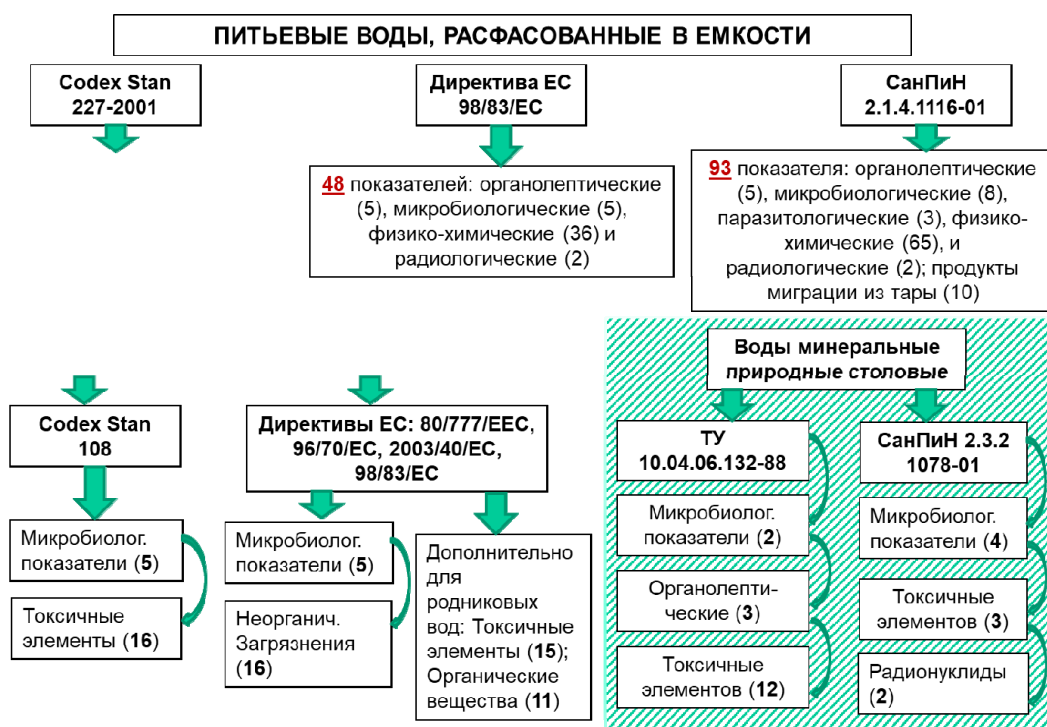 ПИТЬЕВЫЕ ВОДЫ, РАСФАСОВАННЫЕ В ЕМКОСТИ
Codex Stan
227-2001
Директива ЕС
98/83/ЕС
СанПиН
2.1.4.1116-01
48 показателей: органолептические
(5), микробиологические (5),
физико-химические (36) и
радиологические (2)
93 показателя: органолептические
(5), микробиологические (8),
паразитологические (3), физико-
химические (65), и
радиологические (2); продукты
миграции из тары (10)
Воды минеральные
природные столовые
Codex Stan
108
Директивы ЕС: 80/777/EEC,
96/70/ЕС, 2003/40/ЕС,
98/83/ЕС
ТУ
10.04.06.132-88
СанПиН 2.3.2
1078-01
Микробиолог.
показатели (5)
Токсичные
элементы (16)
Микробиолог.
показатели (5)
Неорганич.
Загрязнения
(16)
Дополнительно
для
родниковых
вод: Токсичные
элементы (15);
Органические
вещества (11)
Микробиолог.
показатели (2)
Органолепти-
ческие (3)
Токсичные
элементов (12)
Микробиолог.
показатели (4)
Токсичные
элементов (3)
Радионуклиды
(2)